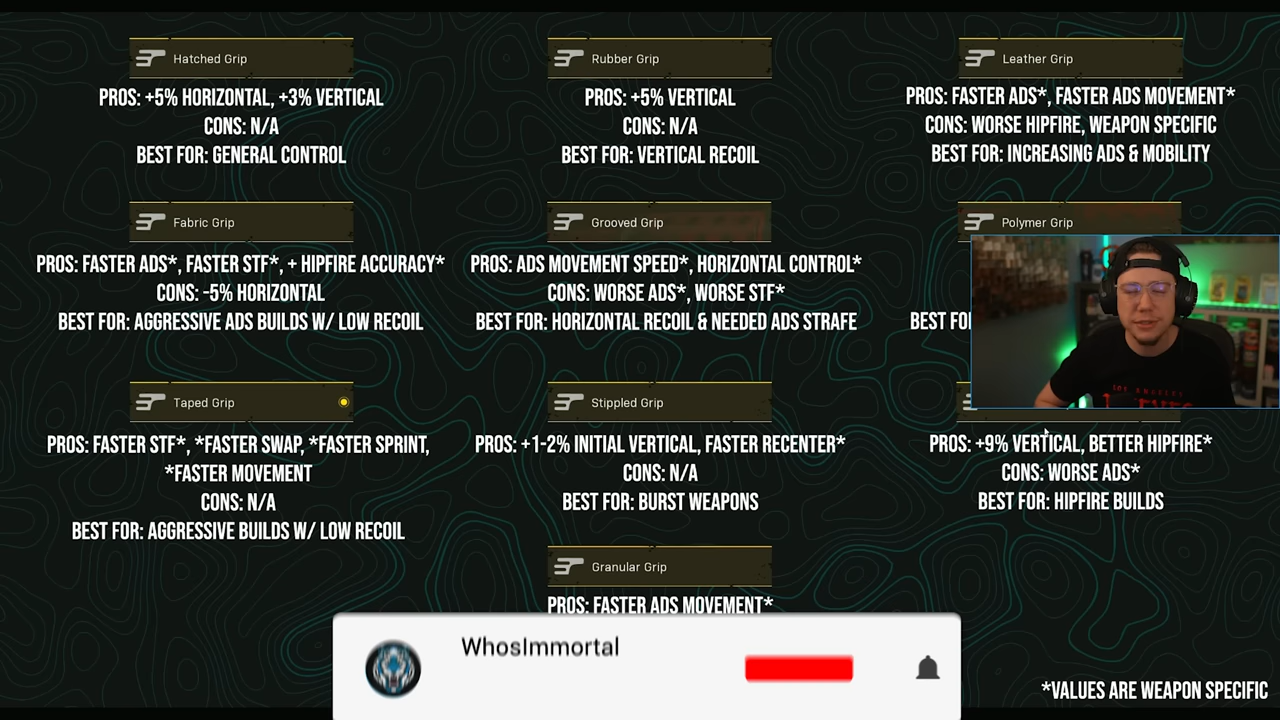 Hatched Grip
PROS: +5% HORIZONTAL, +3% VERTICAL
CONS: N/A
BEST FOR: GENERAL CONTROL
Rubber Grip
PROS: +5% VERTICAL
CONS: N/A
BEST FOR: VERTICAL RECOIL
Leather Grip
PROS: FASTER ADS*, FASTER ADS MOVEMENT*
CONS: WORSE HIPFIRE, WEAPON SPECIFIC
BEST FOR: INCREASING ADS & MOBILITY
Fabric Grip
PROS: FASTER ADS*, FASTER STF*, + HIPFIRE ACCURACY*
CONS: -5% HORIZONTAL
BEST FOR: AGGRESSIVE ADS BUILDS W/ LOW RECOIL
Grooved Grip
PROS: ADS MOVEMENT SPEED*, HORIZONTAL CONTROL*
CONS: WORSE ADS*, WORSE STF*
BEST FOR: HORIZONTAL RECOIL & NEEDED ADS STRAFE
Polymer Grip
BEST
Taped Grip
PROS: FASTER STF*, *FASTER SWAP, *FASTER SPRINT,
*FASTER MOVEMENT
CONS: N/A
BEST FOR: AGGRESSIVE BUILDS W/ LOW RECOIL
Stippled Grip
PROS: +1-2% INITIAL VERTICAL, FASTER RECENTER*
CONS: N/A
BEST FOR: BURST WEAPONS
PROS: +9% VERTICAL, BETTER HIPFIRE*
CONS: WORSE ADS*
BEST FOR: HIPFIRE BUILDS
Granular Grip
PROS: FASTER ADS MOVEMENT*
WhosImmortal
*VALUES ARE WEAPON SPECIFIC